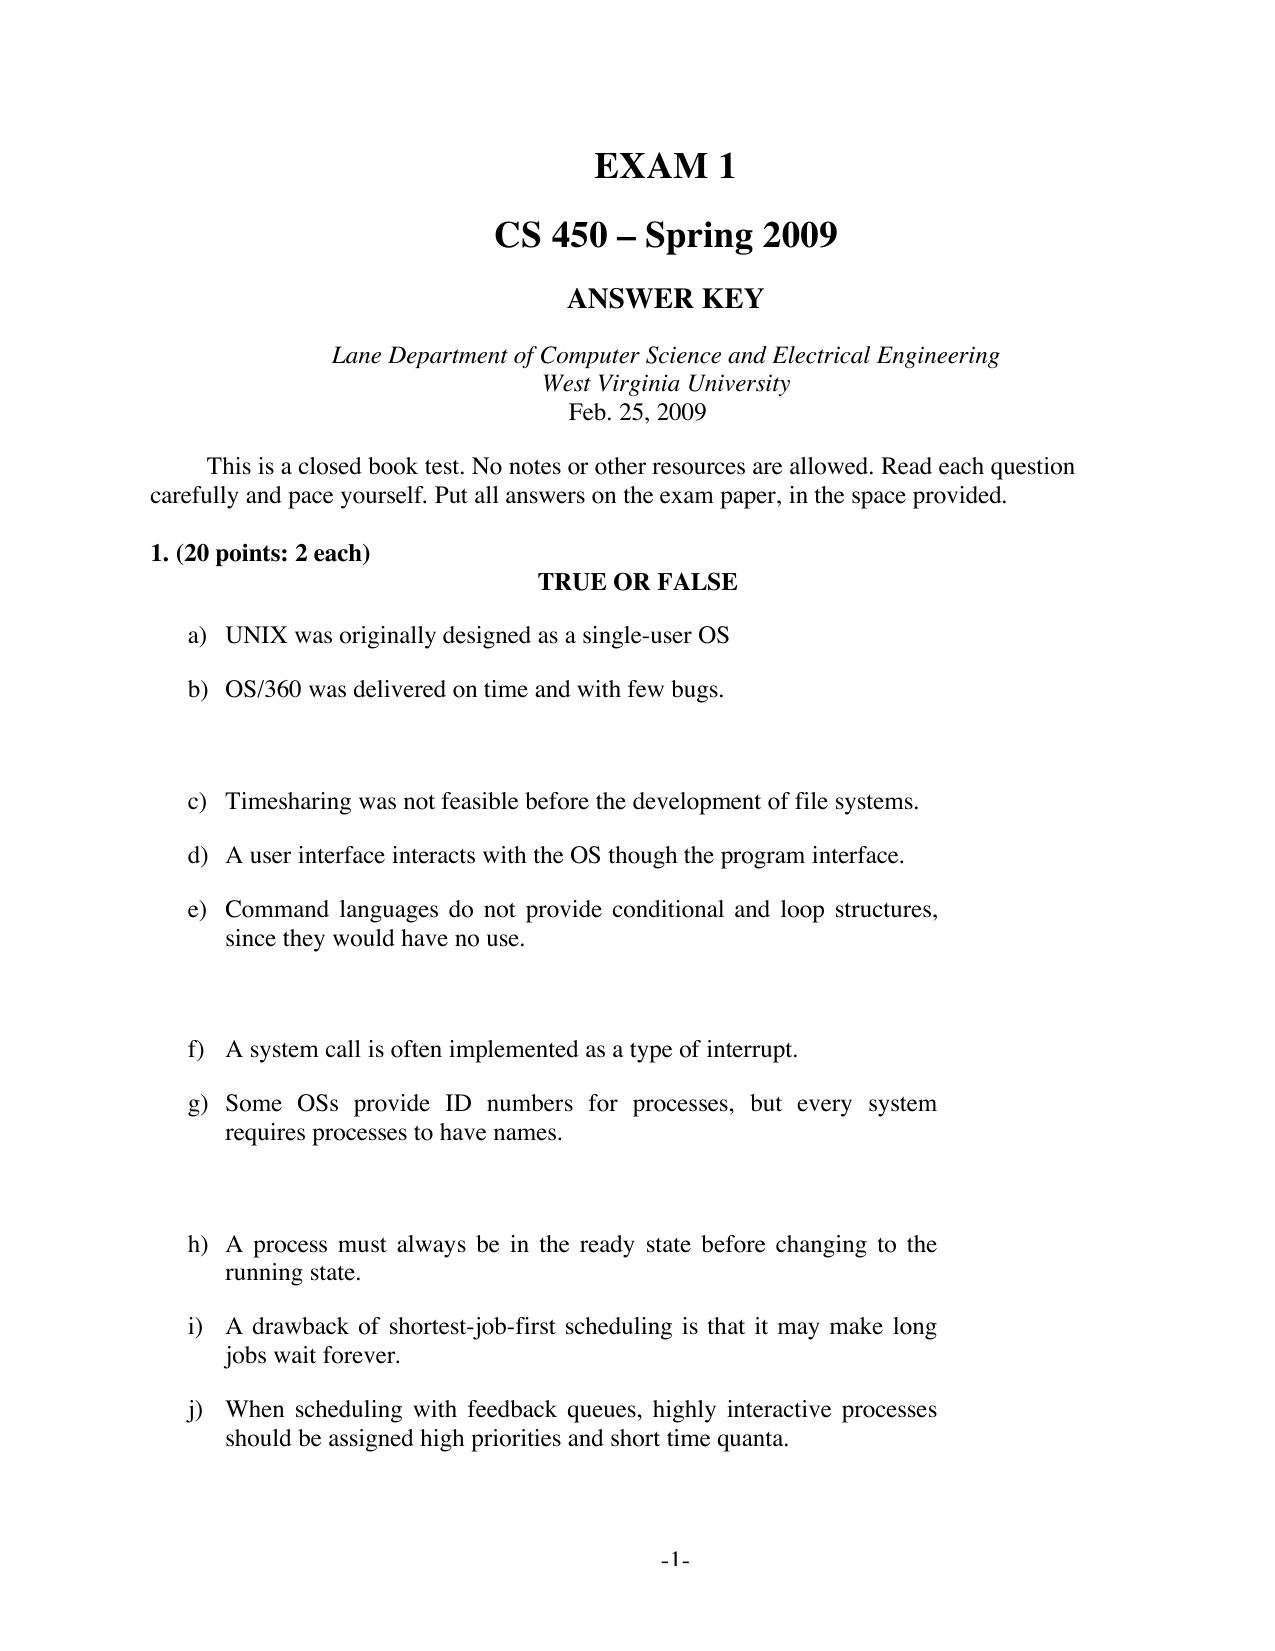 EXAM 1
CS 450 – Spring 2009
ANSWER KEY
Lane Department of Computer Science and Electrical Engineering
West Virginia University
Feb. 25, 2009
This is a closed book test. No notes or other resources are allowed. Read each question
carefully and pace yourself. Put all answers on the exam paper, in the space provided.
1. (20 points: 2 each)
TRUE OR FALSE
a) UNIX was originally designed as a single-user OS
b) OS/360 was delivered on time and with few bugs.
c) Timesharing was not feasible before the development of file systems.
d) A user interface interacts with the OS though the program interface.
e) Command languages do not provide conditional and loop structures,
since they would have no use.
f) A system call is often implemented as a type of interrupt.
g) Some OSs provide ID numbers for processes, but every system
requires processes to have names.
h) A process must always be in the ready state before changing to the
running state.
i) A drawback of shortest-job-first scheduling is that it may make long
jobs wait forever.
j) When scheduling with feedback queues, highly interactive processes
should be assigned high priorities and short time quanta.
-1-